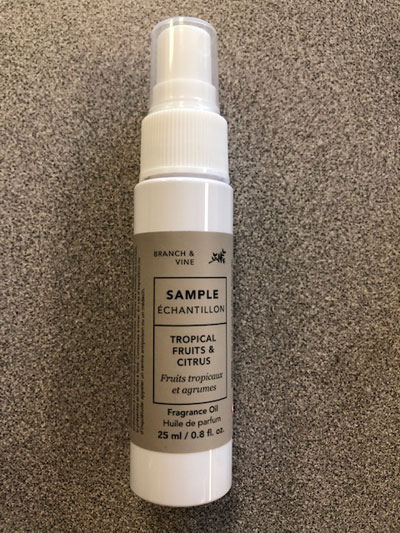 BRANCH &
VINE
SAMPLE
ÉCHANTILLON
TROPICAL
FRUITS &
CITRUS
Fruits tropicaux
et agrumes
Fragrance Oil
Huile de parfum
25 ml / 0.8 fl. oz.